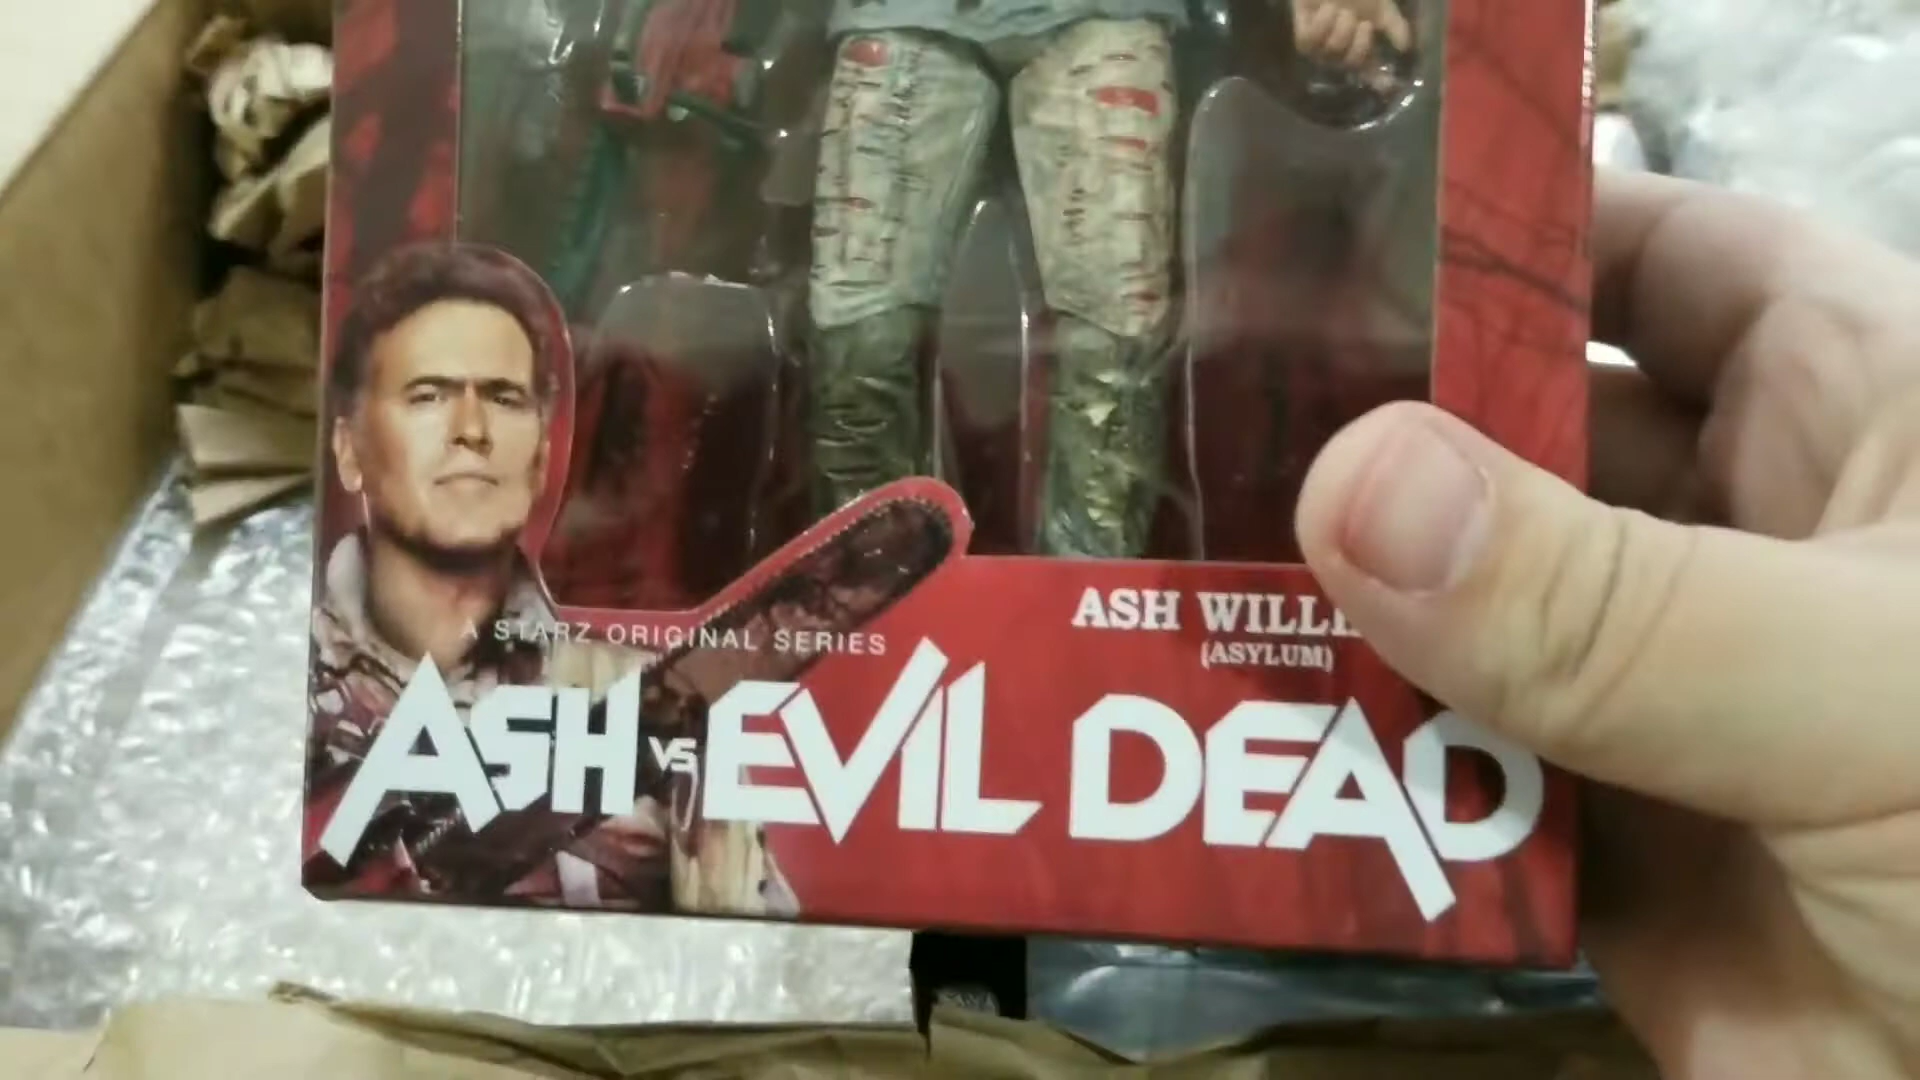 A STARZ ORIGINAL SERIES
ASH WILLI
(ASYLUM)
ASH VS EVIL DEAD